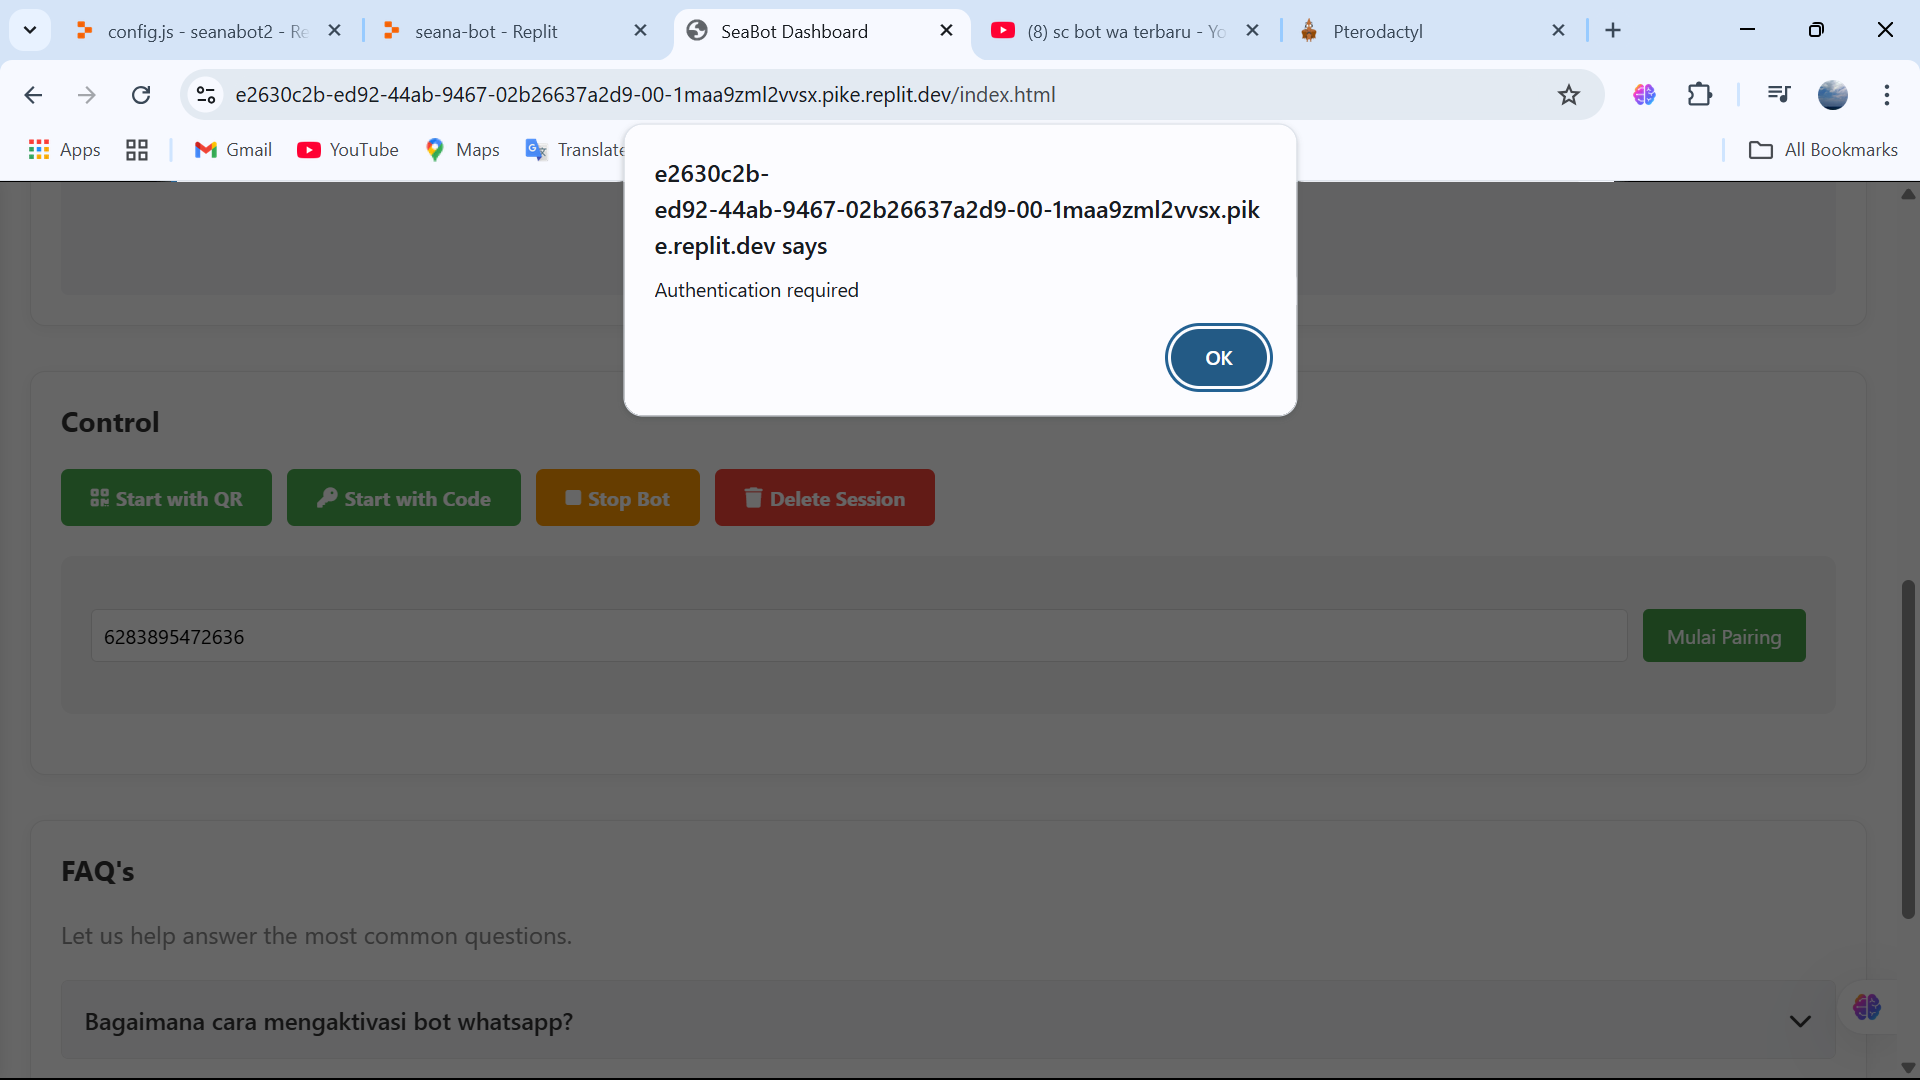 config.js - seanabot2 - Re
seana-bot - Replit
SeaBot Dashboard
(8) sc bot wa terbaru - Yo
Pterodactyl
e2630c2b-ed92-44ab-9467-02b26637a2d9-00-1maa9zml2vvsx.pike.replit.dev/index.html
Apps
Gmail
YouTube
Maps
Translate
All Bookmarks
e2630c2b-
ed92-44ab-9467-02b26637a2d9-00-1maa9zml2vvsx.pik
e.replit.dev says
Authentication required
OK
Control
Start with QR
Start with Code
Stop Bot
Delete Session
6283895472636
Mulai Pairing
FAQ's
Let us help answer the most common questions.
Bagaimana cara mengaktivasi bot whatsapp?